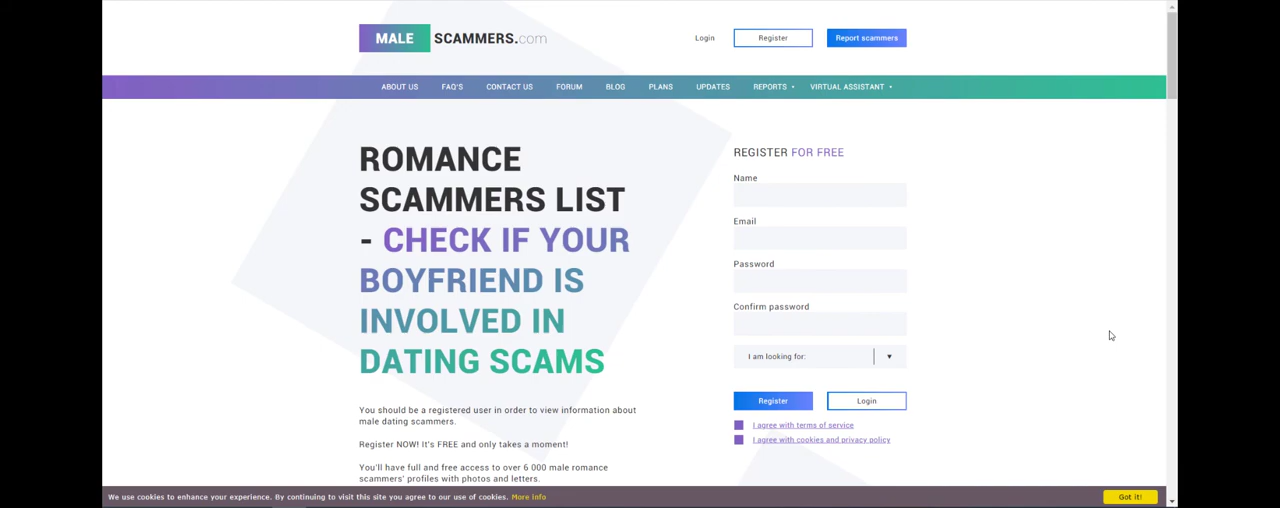 MALE SCAMMERS.com
Login
Register
Report scammers
ABOUT US
FAQ'S
CONTACT US
FORUM
BLOG
PLANS
UPDATES
REPORTS
VIRTUAL ASSISTANT
ROMANCE
SCAMMERS LIST
- CHECK IF YOUR
BOYFRIEND IS
INVOLVED IN
DATING SCAMS
You should be a registered user in order to view information about
male dating scammers.
Register NOW! It's FREE and only takes a moment!
You'll have full and free access to over 6 000 male romance
scammers' profiles with photos and letters.
REGISTER FOR FREE
Name
Email
Password
Confirm password
I am looking for:
Register
Login
I agree with terms of service
I agree with cookies and privacy policy
We use cookies to enhance your experience. By continuing to visit this site you agree to our use of cookies. More info
Got it!